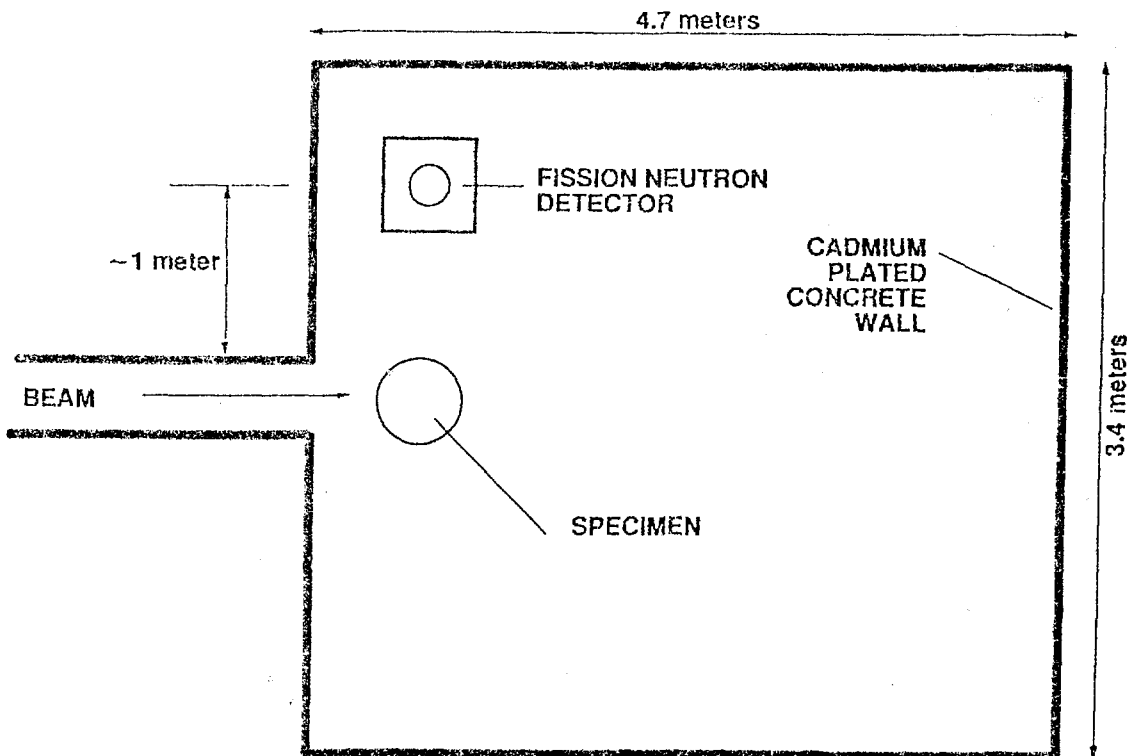 4.7 meters
FISSION NEUTRON
DETECTOR
~1 meter
CADMIUM
PLATED
CONCRETE
WALL
BEAM
3.4 meters
SPECIMEN